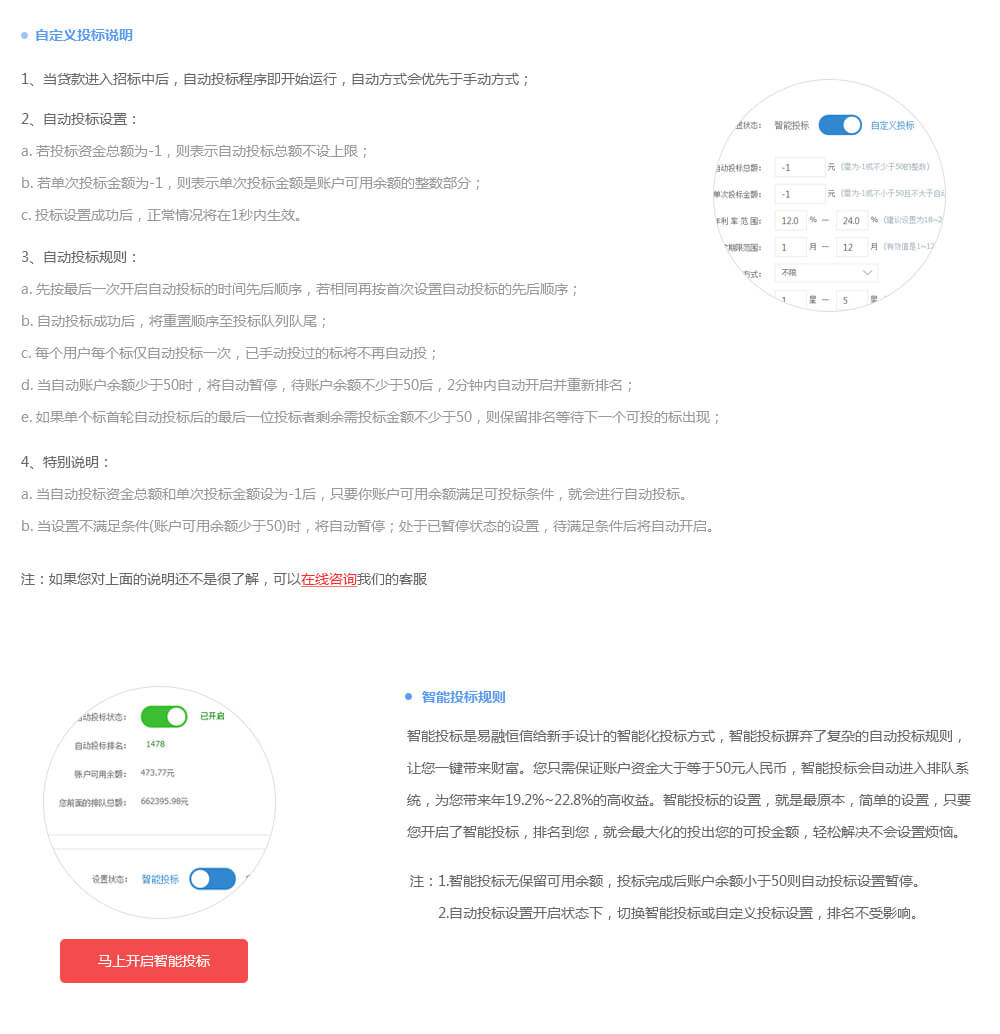 自定义投标说明
1、当贷款进入招标中后，自动投标程序即开始运行，自动方式会优先于手动方式；
2、自动投标设置：
a. 若投标资金总额为-1，则表示自动投标总额不设上限；
b. 若单次投标金额为-1，则表示单次投标金额是账户可用余额的整数部分；
c. 投标设置成功后，正常情况将在1秒内生效。
3、自动投标规则：
a. 先按最后一次开启自动投标的时间先后顺序，若相同再按首次设置自动投标的先后顺序；
b. 自动投标成功后，将重置顺序至投标队列队尾；
c. 每个用户每个标仅自动投标一次，已手动投过的标将不再自动投；
d. 当自动账户余额少于50时，将自动暂停，待账户余额不少于50后，2分钟内自动开启并重新排名；
e. 如果单个标首轮自动投标后的最后一位投标者剩余需投标金额不少于50，则保留排名等待下一个可投的标出现；
4、特别说明：
a. 当自动投标资金总额和单次投标金额设为-1后，只要你账户可用余额满足可投标条件，就会进行自动投标。
b. 当设置不满足条件(账户可用余额少于50)时，将自动暂停；处于已暂停状态的设置，待满足条件后将自动开启。
注：如果您对上面的说明还不是很了解，可以在线咨询我们的客服
置状态： 智能投标 自定义投标
自动投标总额： -1 元 (需为-1或不少于50的整数)
单次投标金额： -1 元 (需为-1或不小于50且不大于自
年利率范围： 12.0 % — 24.0 % (建议设置为18~2
期限范围： 1 月 — 12 月 (有效值是1~12
方式： 不限
1 星 — 5 星
自动投标状态： 已开启
自动投标排名： 1478
账户可用余额： 473.77元
您前面的排队总额： 662395.98元
设置状态： 智能投标
马上开启智能投标
智能投标规则
智能投标是易融恒信给新手设计的智能化投标方式，智能投标摒弃了复杂的自动投标规则，
让您一键带来财富。您只需保证账户资金大于等于50元人民币，智能投标会自动进入排队系
统，为您带来年19.2%~22.8%的高收益。智能投标的设置，就是最原本，简单的设置，只要
您开启了智能投标，排名到您，就会最大化的投出您的可投金额，轻松解决不会设置烦恼。
注：1.智能投标无保留可用余额，投标完成后账户余额小于50则自动投标设置暂停。
2.自动投标设置开启状态下，切换智能投标或自定义投标设置，排名不受影响。